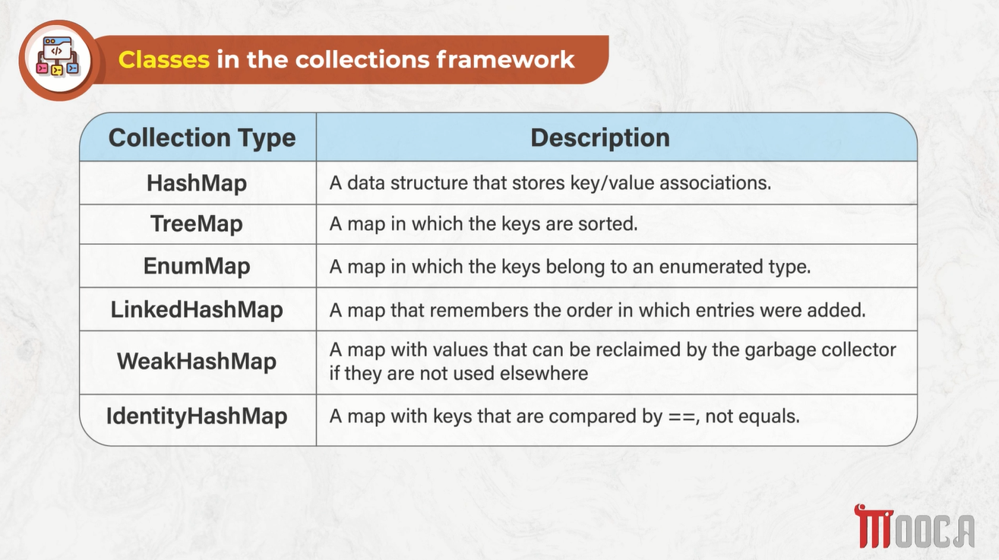 Classes in the collections framework
Collection Type Description
HashMap A data structure that stores key/value associations.
TreeMap A map in which the keys are sorted.
EnumMap A map in which the keys belong to an enumerated type.
LinkedHashMap A map that remembers the order in which entries were added.
WeakHashMap A map with values that can be reclaimed by the garbage collector
if they are not used elsewhere
IdentityHashMap A map with keys that are compared by ==, not equals.
MOOCA